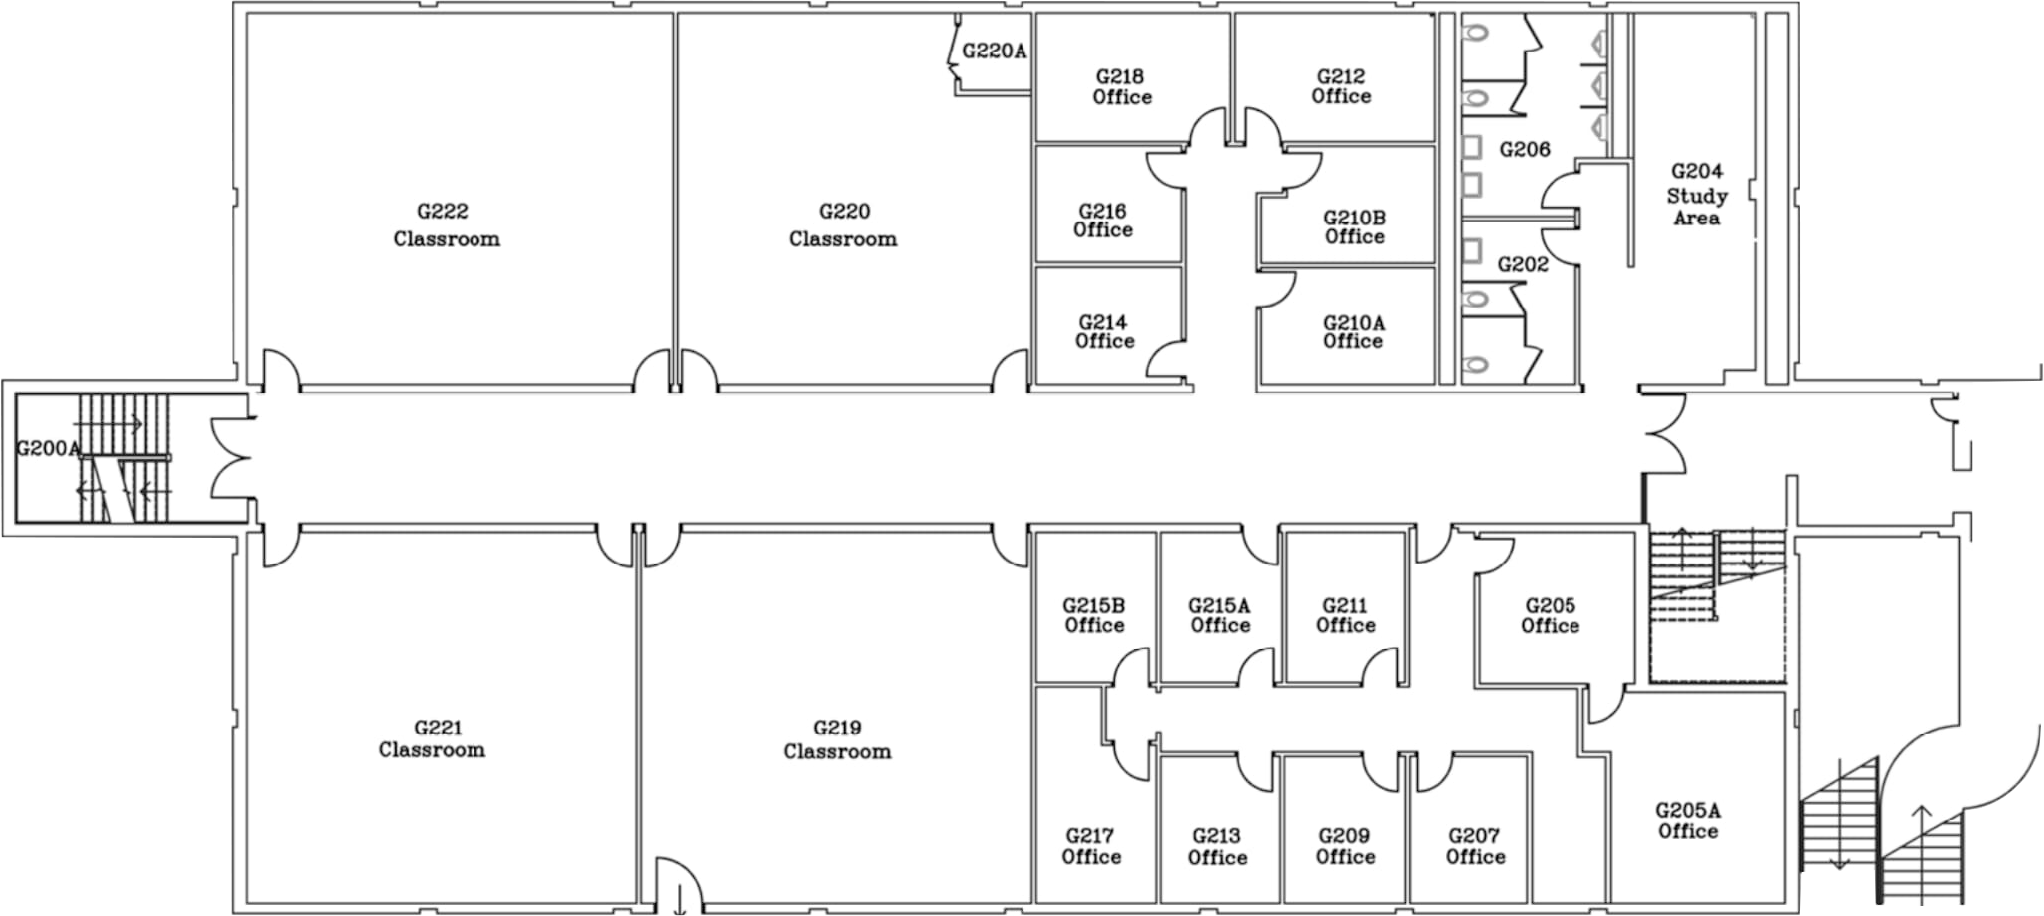 G220A
G218
Office
G212
Office
G206
G204
Study
Area
G222
Classroom
G220
Classroom
G216
Office
G210B
Office
G202
G214
Office
G210A
Office
G200A
G215B
Office
G215A
Office
G211
Office
G205
Office
G221
Classroom
G219
Classroom
G217
Office
G213
Office
G209
Office
G207
Office
G205A
Office